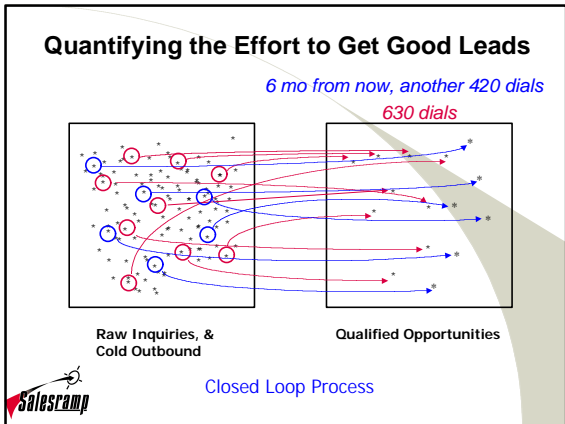 Quantifying the Effort to Get Good Leads
6 mo from now, another 420 dials
630 dials
Raw Inquiries, &
Cold Outbound
Qualified Opportunities
Closed Loop Process
Salesramp